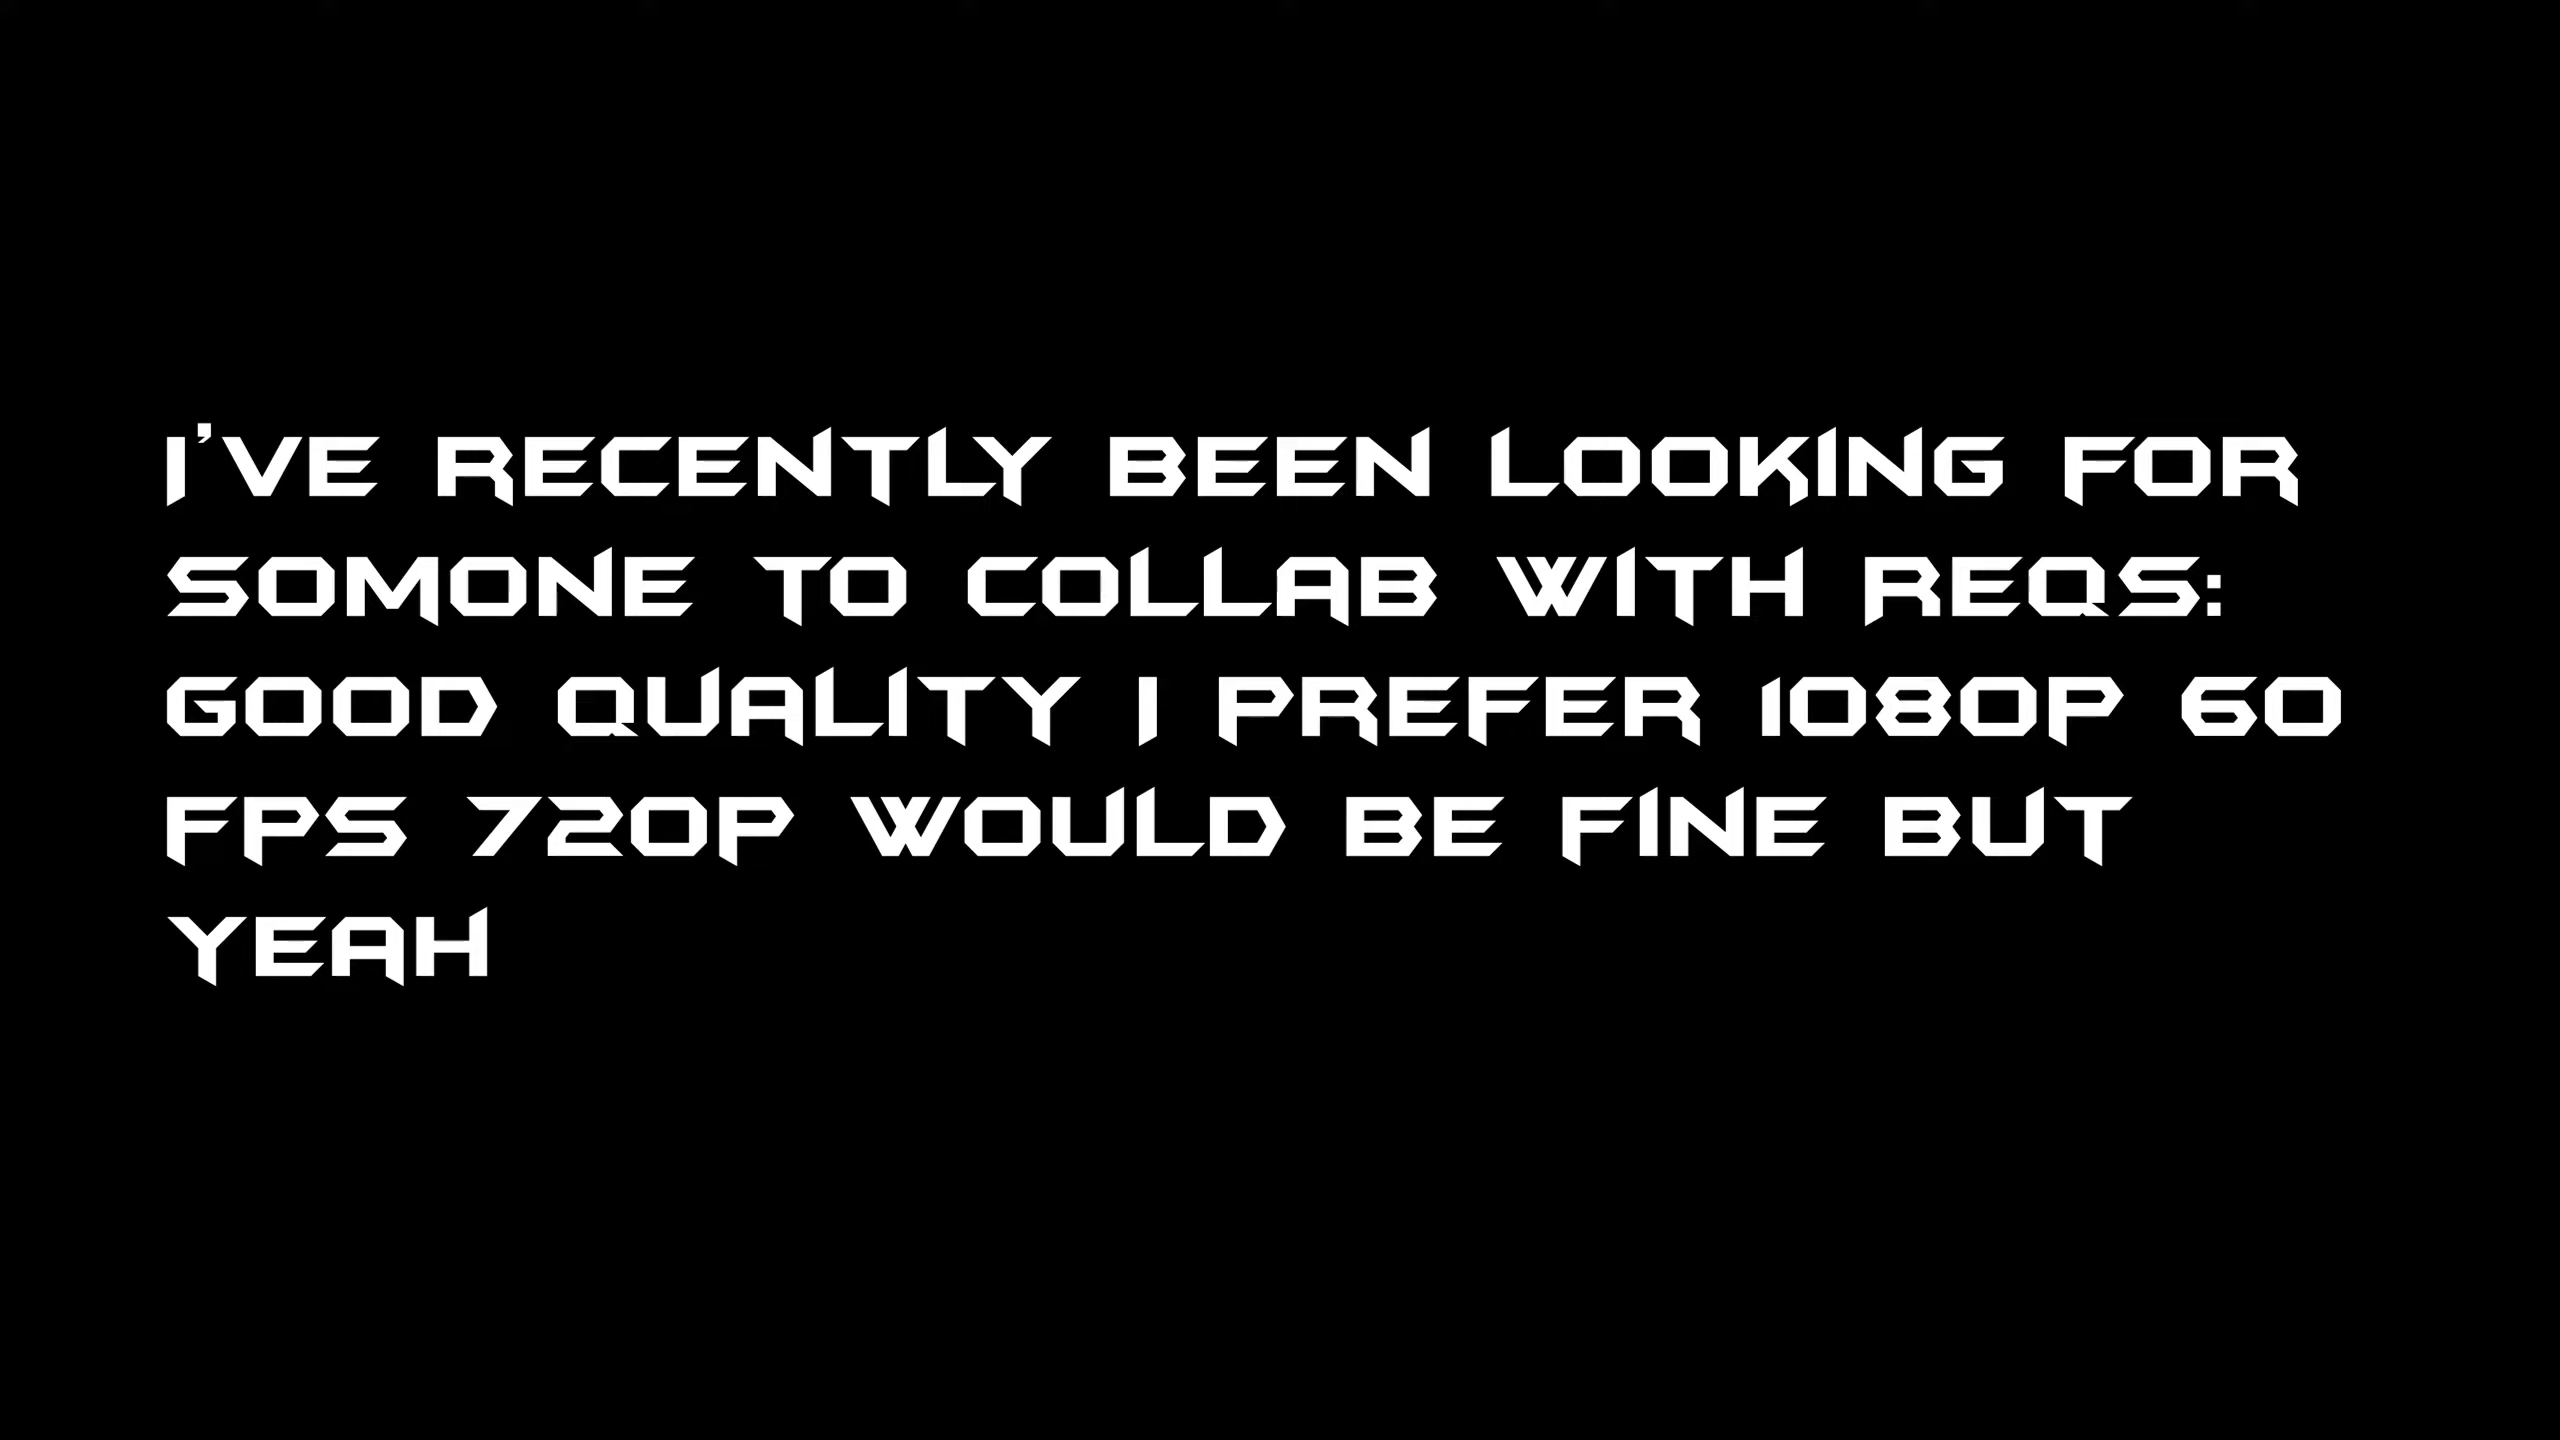 I'VE RECENTLY BEEN LOOKING FOR
SOMONE TO COLLAB WITH REQS:
GOOD QUALITY I PREFER 1080P 60
FPS 720P WOULD BE FINE BUT
YEAH